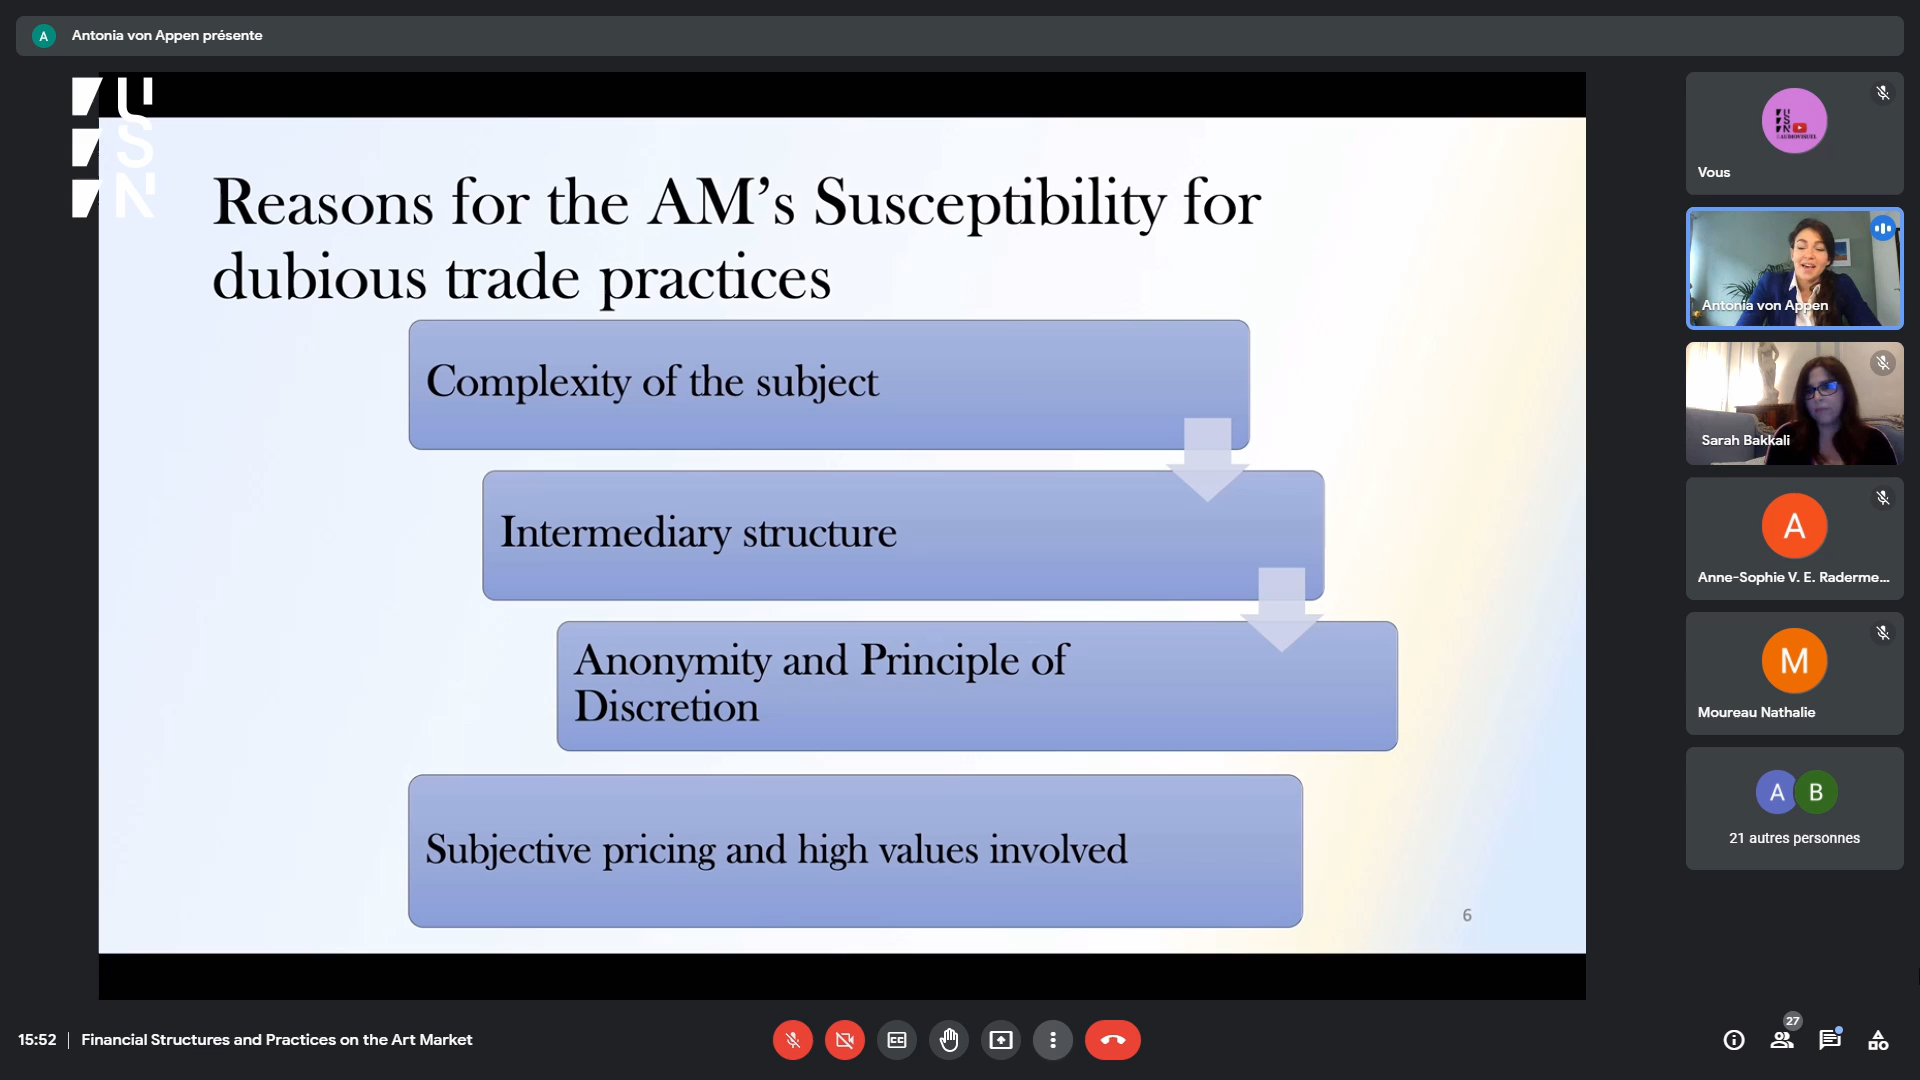 A
Antonia von Appen présente
USN
Reasons for the AM's Susceptibility for
dubious trade practices
Complexity of the subject
Intermediary structure
Anonymity and Principle of
Discretion
Subjective pricing and high values involved
6
Vous
Antonia von Appen
Sarah Bakkali
A
Anne-Sophie V. E. Raderme...
M
Moureau Nathalie
A
B
21 autres personnes
15:52
Financial Structures and Practices on the Art Market
27